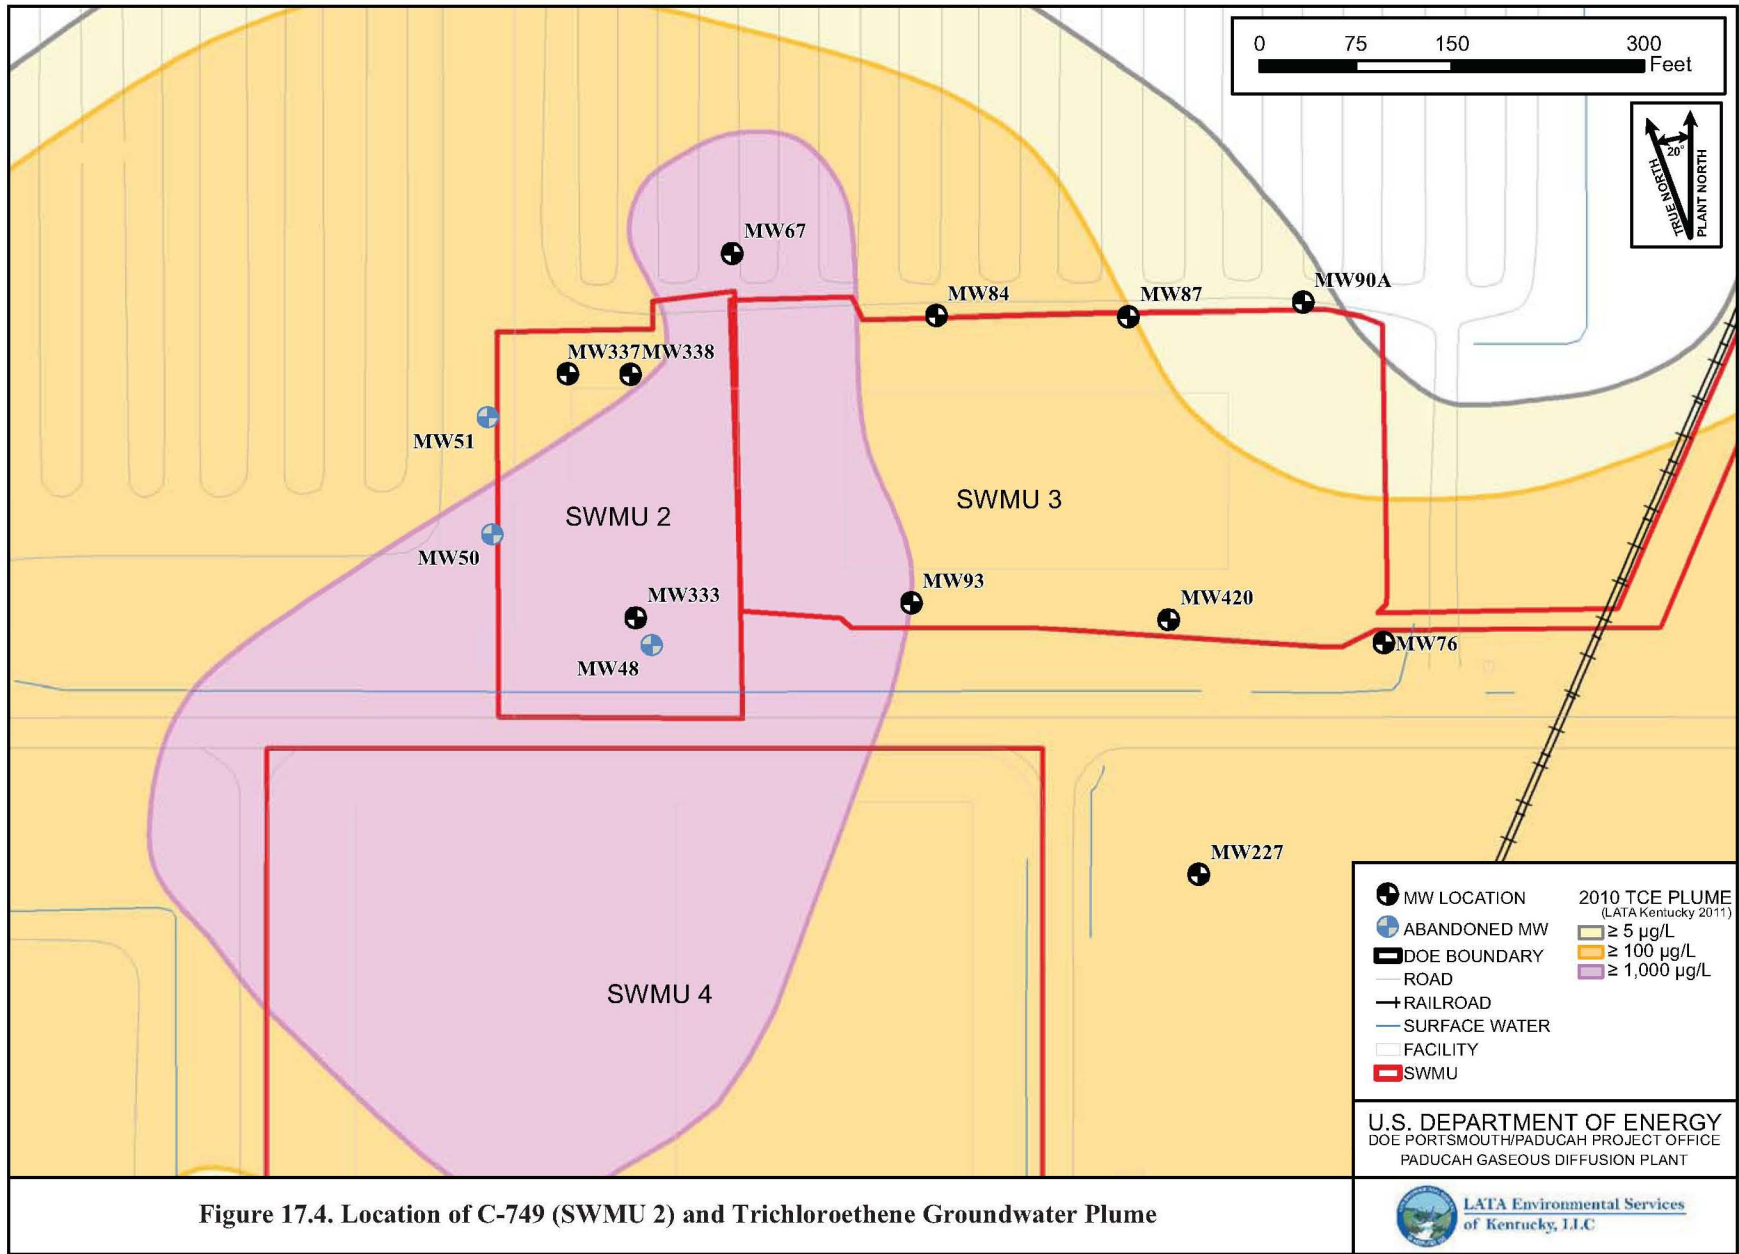 0 75 150 300
Feet
20°
TRUE NORTH
PLANT NORTH
MW67
MW84
MW87
MW90A
MW337 MW338
MW51
SWMU 2
SWMU 3
MW50
MW333
MW93
MW420
MW48
MW76
MW227
SWMU 4
MW LOCATION
ABANDONED MW
DOE BOUNDARY
ROAD
RAILROAD
SURFACE WATER
FACILITY
SWMU
2010 TCE PLUME
(LATA Kentucky 2011)
≥ 5 µg/L
≥ 100 µg/L
≥ 1,000 µg/L
U.S. DEPARTMENT OF ENERGY
DOE PORTSMOUTH/PADUCAH PROJECT OFFICE
PADUCAH GASEOUS DIFFUSION PLANT
Figure 17.4. Location of C-749 (SWMU 2) and Trichloroethene Groundwater Plume
LATA Environmental Services
of Kentucky, LLC